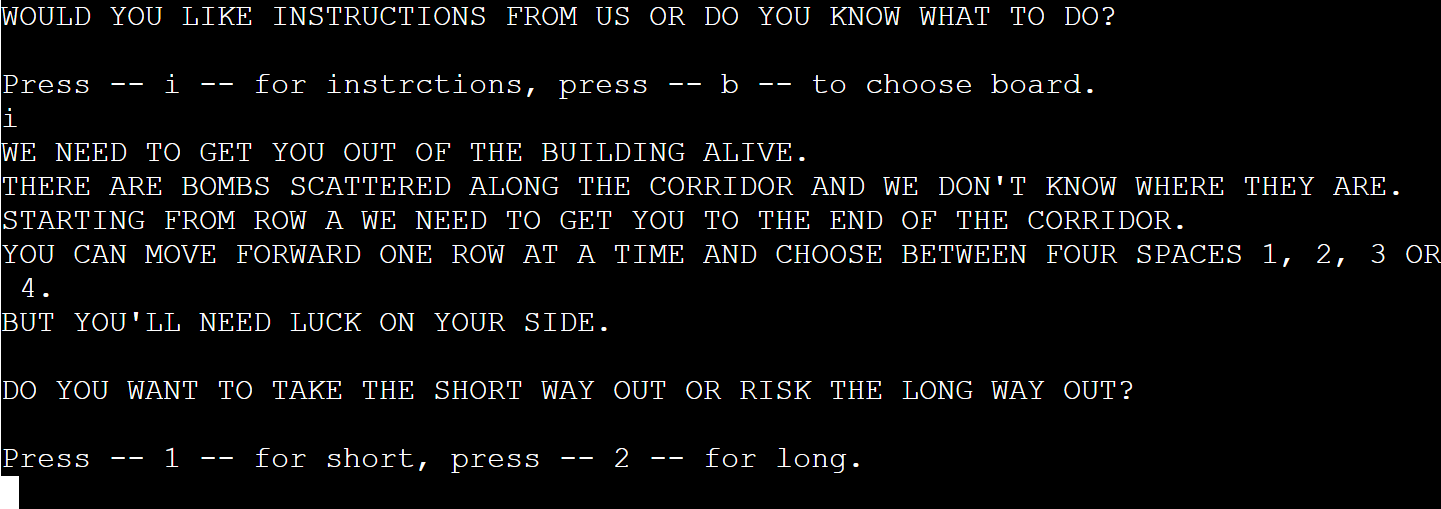 WOULD YOU LIKE INSTRUCTIONS FROM US OR DO YOU KNOW WHAT TO DO?
Press -- i -- for instrctions, press -- b -- to choose board.
i
WE NEED TO GET YOU OUT OF THE BUILDING ALIVE.
THERE ARE BOMBS SCATTERED ALONG THE CORRIDOR AND WE DON'T KNOW WHERE THEY ARE.
STARTING FROM ROW A WE NEED TO GET YOU TO THE END OF THE CORRIDOR.
YOU CAN MOVE FORWARD ONE ROW AT A TIME AND CHOOSE BETWEEN FOUR SPACES 1, 2, 3 OR
4.
BUT YOU'LL NEED LUCK ON YOUR SIDE.
DO YOU WANT TO TAKE THE SHORT WAY OUT OR RISK THE LONG WAY OUT?
Press -- 1 -- for short, press -- 2 -- for long.